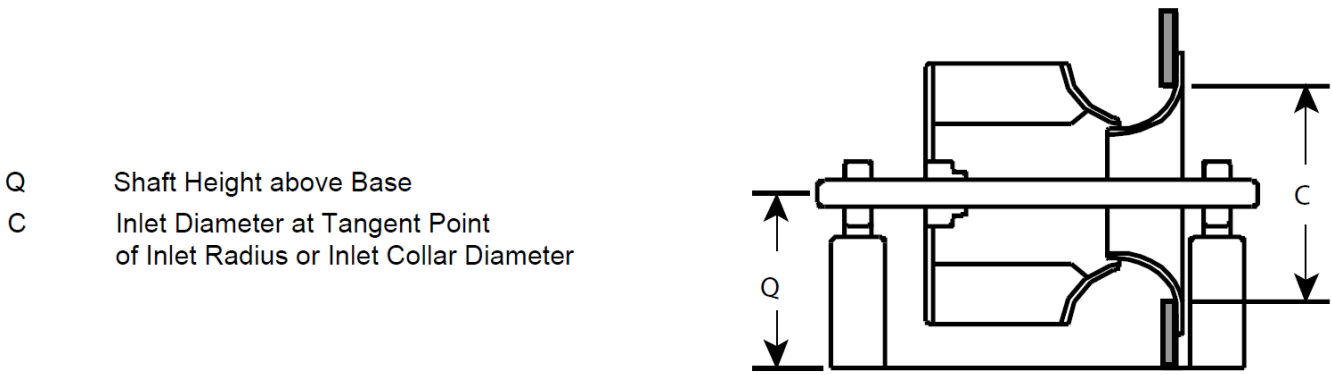 Q Shaft Height above Base
C Inlet Diameter at Tangent Point
of Inlet Radius or Inlet Collar Diameter
C
Q